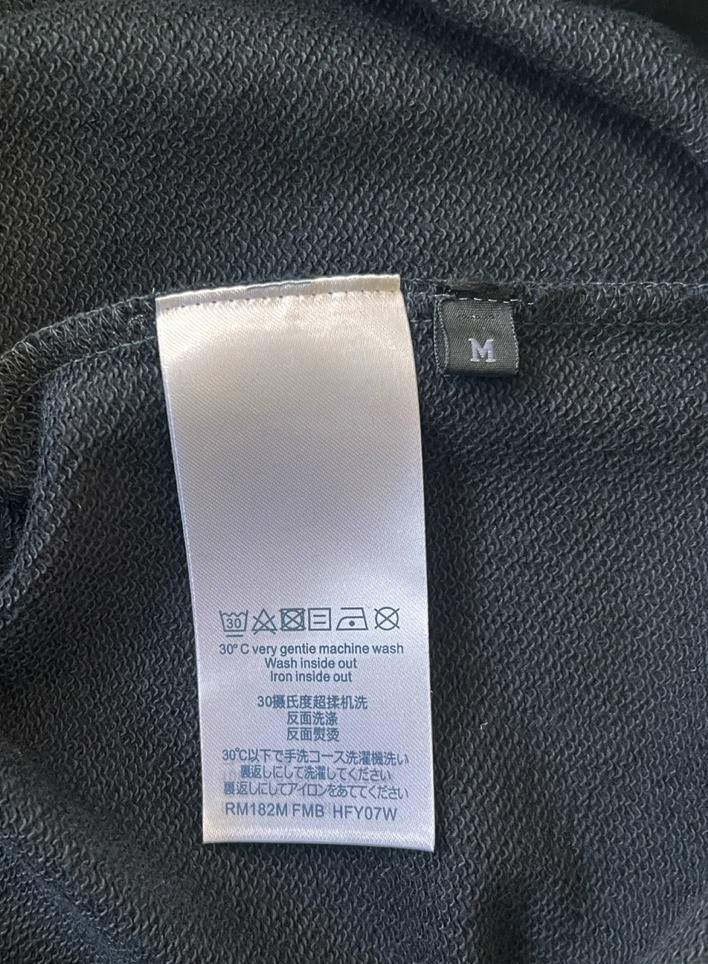 M
30
30°C very gentie machine wash
Wash inside out
Iron inside out
30摄氏度超揉机洗
反面洗涤
反面熨烫
30℃以下で手洗コース洗濯機洗い
裏返しにして洗濯してください
裏返しにしてアイロンをあててください
RM182M FMB HFY07W